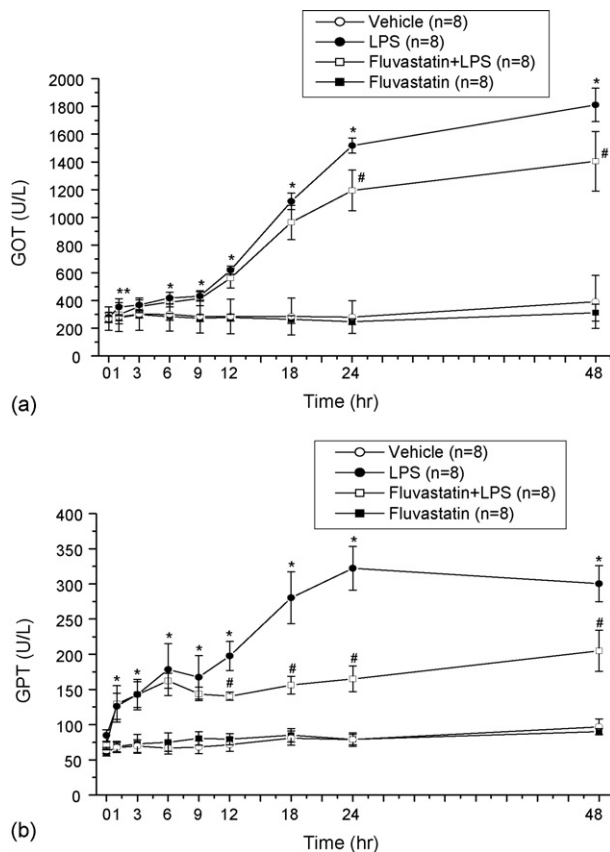 Vehicle (n=8)
LPS (n=8)
Fluvastatin+LPS (n=8)
Fluvastatin (n=8)
2000
1800
1600
1400
1200
1000
800
600
400
200
0
GOT (U/L)
* * * * * * * *
# #
0 1 3 6 9 12 18 24 48
Time (hr)
(a)
Vehicle (n=8)
LPS (n=8)
Fluvastatin+LPS (n=8)
Fluvastatin (n=8)
400
350
300
250
200
150
100
50
0
GPT (U/L)
* * * * * * * *
# # # #
0 1 3 6 9 12 18 24 48
Time (hr)
(b)